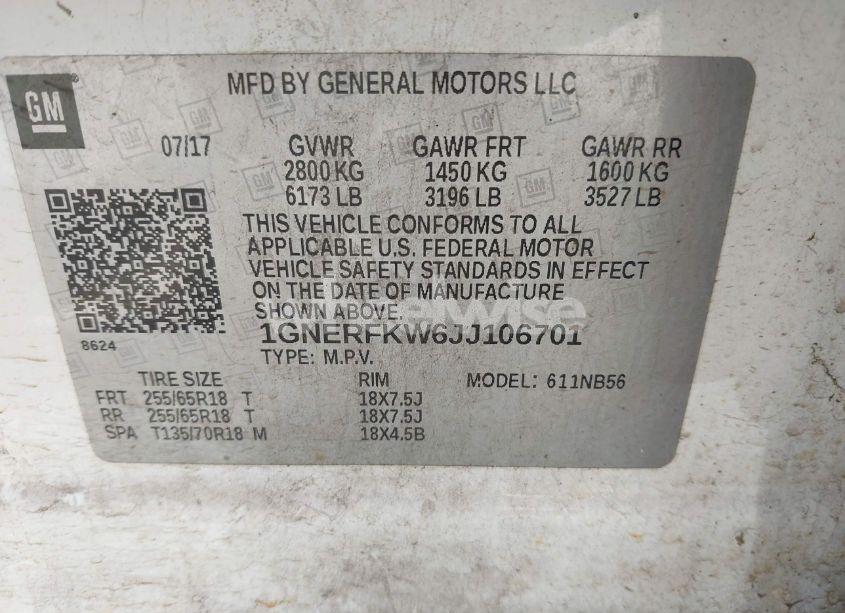 GM
MFD BY GENERAL MOTORS LLC
07/17 GVWR GAWR FRT GAWR RR
2800 KG 1450 KG 1600 KG
6173 LB 3196 LB 3527 LB
THIS VEHICLE CONFORMS TO ALL
APPLICABLE U.S. FEDERAL MOTOR
VEHICLE SAFETY STANDARDS IN EFFECT
ON THE DATE OF MANUFACTURE
SHOWN ABOVE.
1GNERFKW6JJ106701
8624
TYPE: M.P.V.
TIRE SIZE RIM MODEL: 611NB56
FRT 255/65R18 T 18X7.5J
RR 255/65R18 T 18X7.5J
SPA T135/70R18 M 18X4.5B